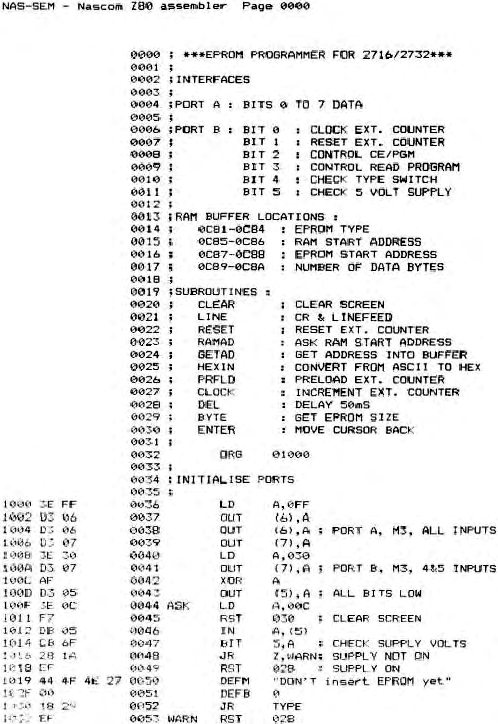 NAS-SEM - Nascom Z80 assembler Page 0000
0000 ; ***EPROM PROGRAMMER FOR 2716/2732***
0001 ;
0002 ;INTERFACES
0003 ;
0004 ;PORT A : BITS 0 TO 7 DATA
0005 ;
0006 ;PORT B : BIT 0 : CLOCK EXT. COUNTER
0007 ; BIT 1 : RESET EXT. COUNTER
0008 ; BIT 2 : CONTROL CE/PGM
0009 ; BIT 3 : CONTROL READ PROGRAM
0010 ; BIT 4 : CHECK TYPE SWITCH
0011 ; BIT 5 : CHECK 5 VOLT SUPPLY
0012 ;
0013 ;RAM BUFFER LOCATIONS :
0014 ; 0C81-0C84 : EPROM TYPE
0015 ; 0C85-0C86 : RAM START ADDRESS
0016 ; 0C87-0C88 : EPROM START ADDRESS
0017 ; 0C89-0C8A : NUMBER OF DATA BYTES
0018 ;
0019 ;SUBROUTINES :
0020 ; CLEAR : CLEAR SCREEN
0021 ; LINE : CR & LINEFEED
0022 ; RESET : RESET EXT. COUNTER
0023 ; RAMAD : ASK RAM START ADDRESS
0024 ; GETAD : GET ADDRESS INTO BUFFER
0025 ; HEXIN : CONVERT FROM ASCII TO HEX
0026 ; PRFLD : PRELOAD EXT. COUNTER
0027 ; CLOCK : INCREMENT EXT. COUNTER
0028 ; DEL : DELAY 50mS
0029 ; BYTE : GET EPROM SIZE
0030 ; ENTER : MOVE CURSOR BACK
0031 ;
0032 ORG 01000
0033 ;
0034 ;INITIALISE PORTS
0035 ;
1000 3E FF 0036 LD A,0FF
1002 D3 06 0037 OUT (6),A
1004 D3 06 0038 OUT (6),A ; PORT A, M3, ALL INPUTS
1006 D3 07 0039 OUT (7),A
1008 3E 30 0040 LD A,030
100A D3 07 0041 OUT (7),A ; PORT B, M3, 4&5 INPUTS
100C AF 0042 XOR A
100D D3 05 0043 OUT (5),A ; ALL BITS LOW
100F 3E 0C 0044 ASK LD A,00C
1011 F7 0045 RST 030 ; CLEAR SCREEN
1012 DB 05 0046 IN A,(5)
1014 CB 6F 0047 BIT 5,A ; CHECK SUPPLY VOLTS
1016 28 1A 0048 JR Z,WARN; SUPPLY NOT ON
1018 EF 0049 RST 028 ; SUPPLY ON
1019 44 4F 4E 27 0050 DEFM "DON'T insert EPROM yet"
102F 00 0051 DEFB 0
1030 18 29 0052 JR TYPE
1032 EF 0053 WARN RST 028